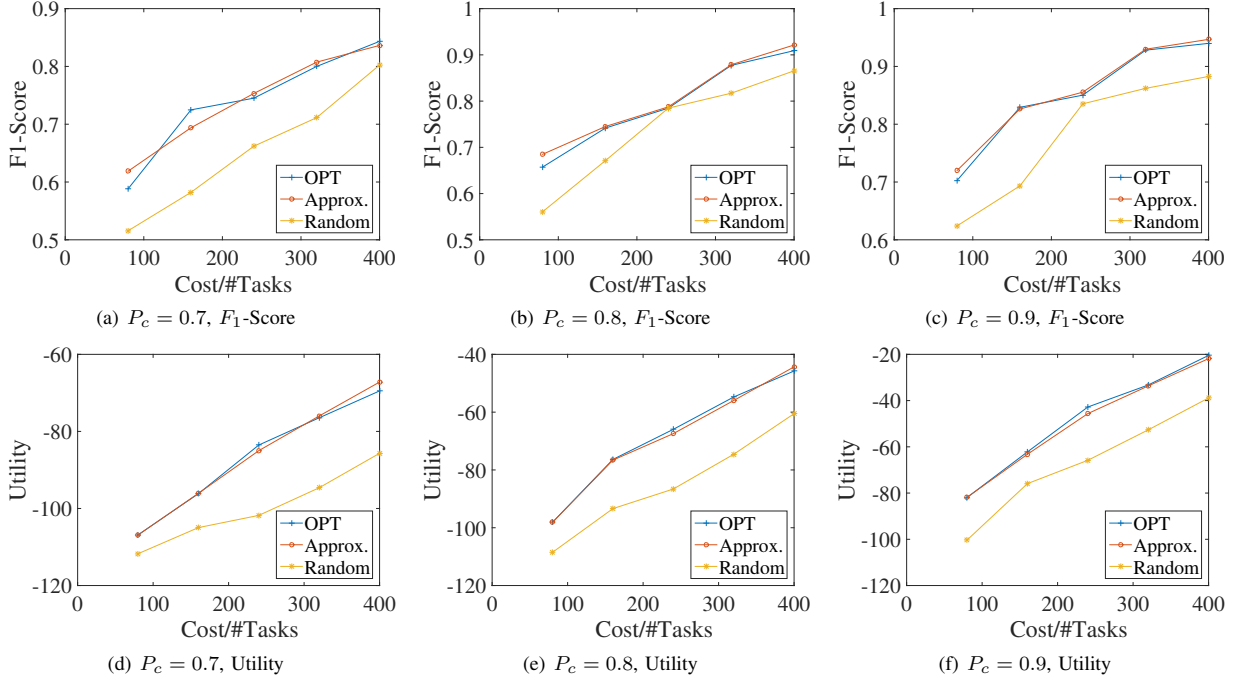 0.9
0.8
0.7
0.6
0.5
F1-Score
OPT
Approx.
Random
0 100 200 300 400
Cost/#Tasks
(a) P_c = 0.7, F_1-Score
1
0.9
0.8
0.7
0.6
0.5
F1-Score
OPT
Approx.
Random
0 100 200 300 400
Cost/#Tasks
(b) P_c = 0.8, F_1-Score
1
0.9
0.8
0.7
0.6
F1-Score
OPT
Approx.
Random
0 100 200 300 400
Cost/#Tasks
(c) P_c = 0.9, F_1-Score
-60
-80
-100
-120
Utility
OPT
Approx.
Random
0 100 200 300 400
Cost/#Tasks
(d) P_c = 0.7, Utility
-40
-60
-80
-100
-120
Utility
OPT
Approx.
Random
0 100 200 300 400
Cost/#Tasks
(e) P_c = 0.8, Utility
-20
-40
-60
-80
-100
-120
Utility
OPT
Approx.
Random
0 100 200 300 400
Cost/#Tasks
(f) P_c = 0.9, Utility